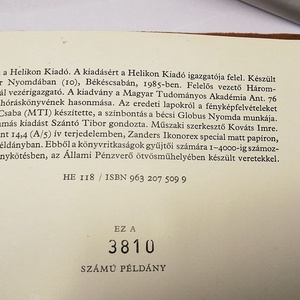 a Helikon Kiadó. A kiadásért a Helikon Kiadó igazgatója felel. Készült
Nyomdában (10), Békéscsabán, 1985-ben. Felelős vezető Három-
vezérigazgató. A kiadvány a Magyar Tudományos Akadémia Ant. 76
hóráskönyvének hasonmása. Az eredeti lapokról a fényképfelvételeket
Csaba (MTI) készítette, a színbontás a bécsi Globus Nyomda munkája.
kiadást Szántó Tibor gondozta. Műszaki szerkesztő Kováts Imre.
14,4 (A/5) ív terjedelemben, Zanders Ikonorex special matt papíron,
példányban. Ebből a könyvritkaságok gyűjtői számára 1–4000-ig számoz-
az Állami Pénzverő ötvösműhelyében készült veretekkel.
HE 118 / ISBN 963 207 509 9
EZ A
3810
SZÁMÚ PÉLDÁNY